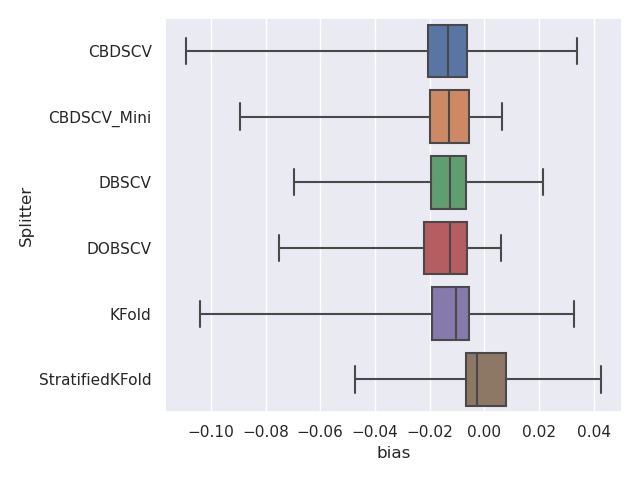 Splitter
CBDSCV
CBDSCV_Mini
DBSCV
DOBSCV
KFold
StratifiedKFold
−0.10 −0.08 −0.06 −0.04 −0.02 0.00 0.02 0.04
bias